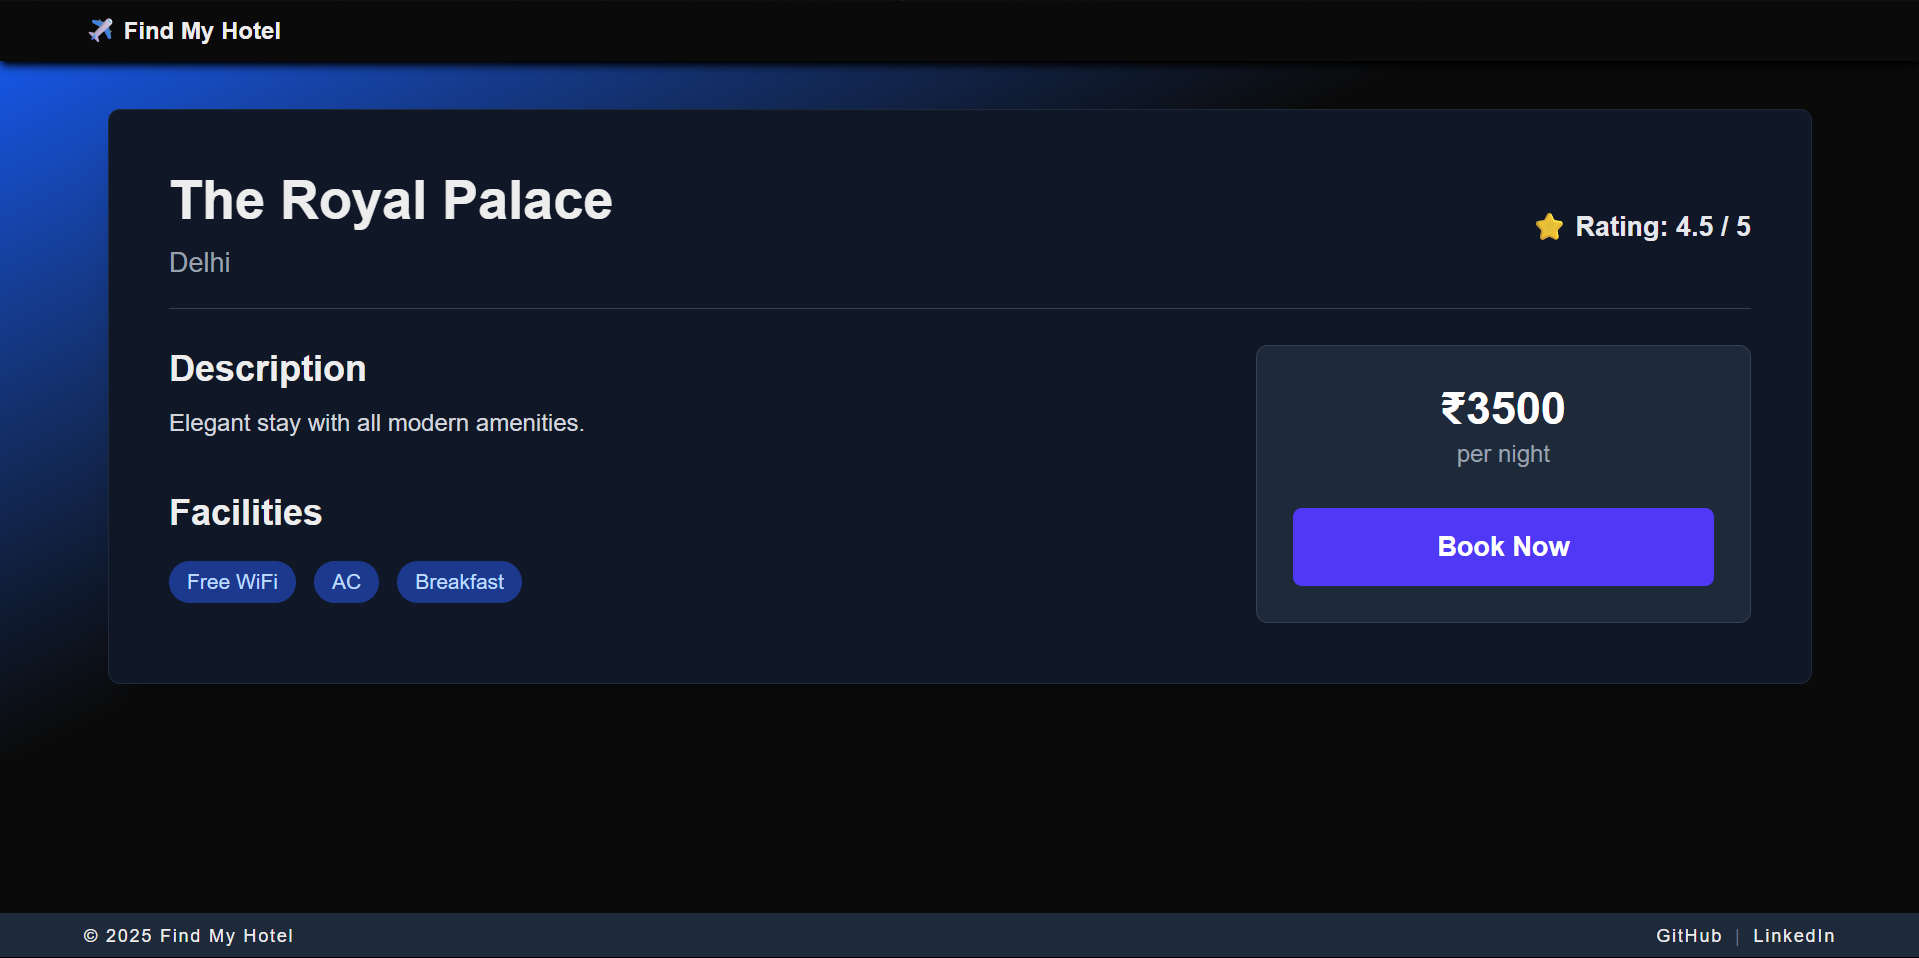 Find My Hotel
The Royal Palace
Delhi
Rating: 4.5 / 5
Description
Elegant stay with all modern amenities.
Facilities
Free WiFi
AC
Breakfast
₹3500
per night
Book Now
© 2025 Find My Hotel
GitHub | LinkedIn